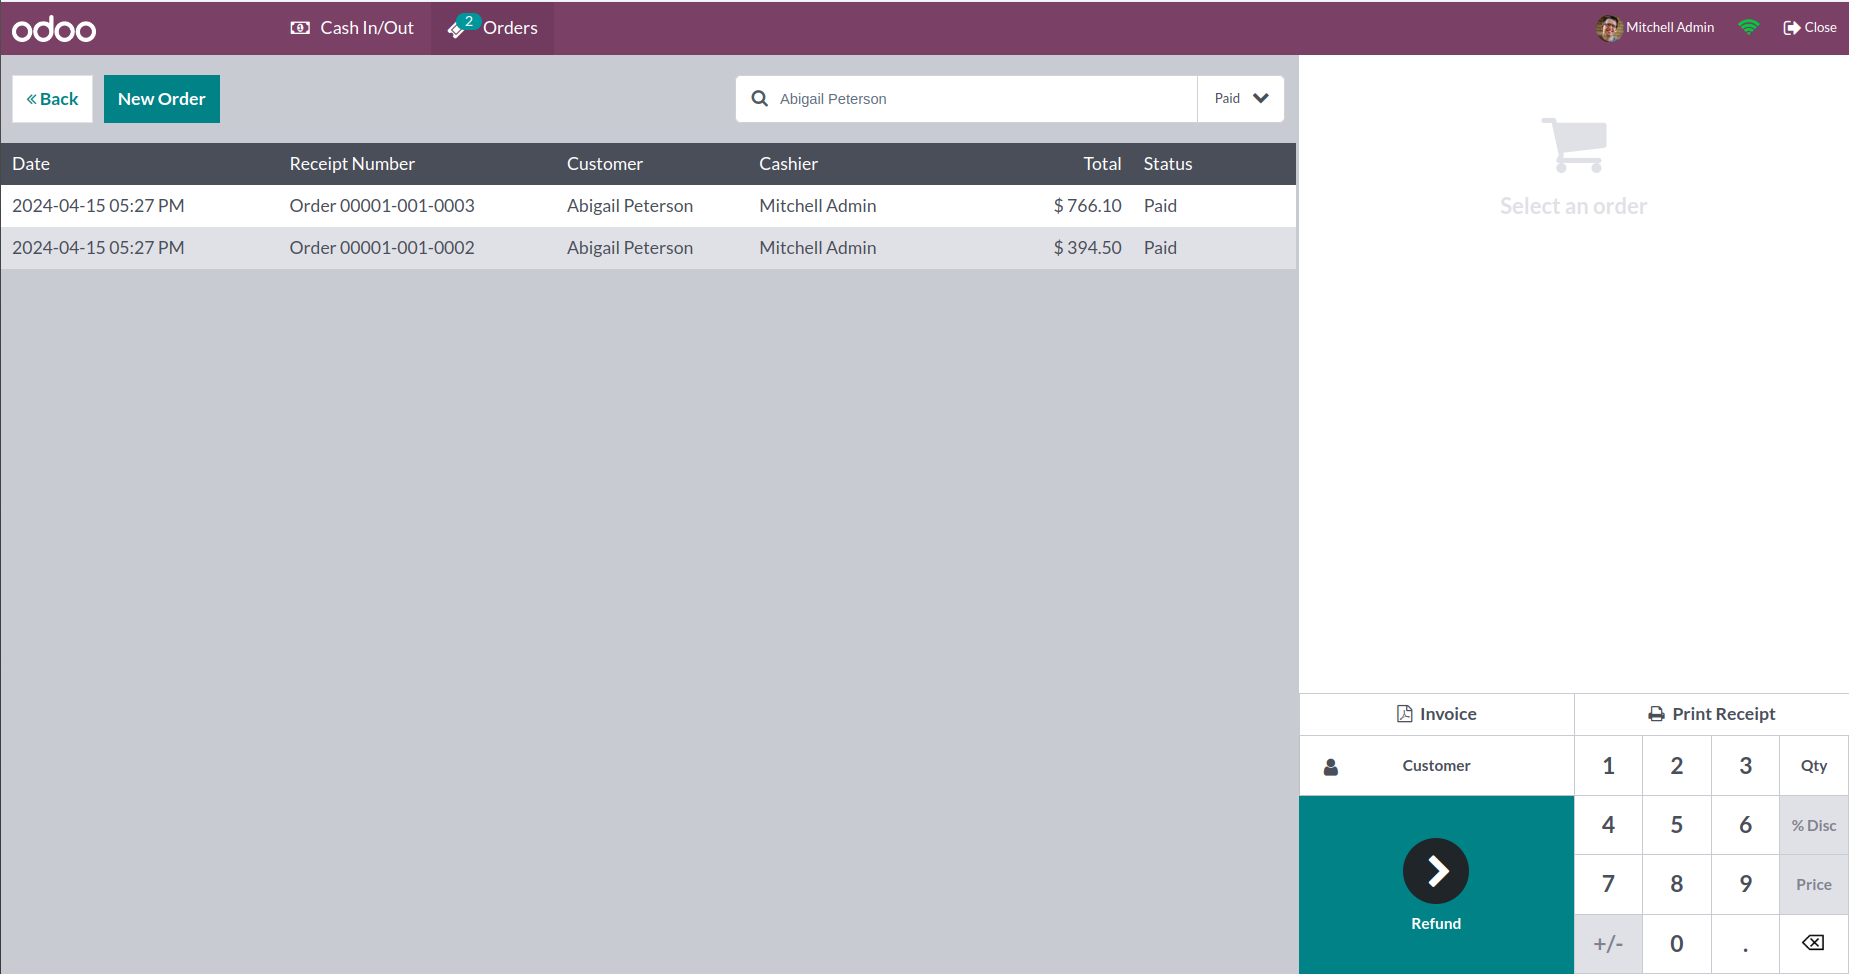 odoo Cash In/Out 2 Orders Mitchell Admin Close
Back New Order Abigail Peterson Paid
Date Receipt Number Customer Cashier Total Status
2024-04-15 05:27 PM Order 00001-001-0003 Abigail Peterson Mitchell Admin $ 766.10 Paid
2024-04-15 05:27 PM Order 00001-001-0002 Abigail Peterson Mitchell Admin $ 394.50 Paid
Select an order
Invoice Print Receipt
Customer 1 2 3 Qty
4 5 6 % Disc
7 8 9 Price
Refund
+/- 0 .